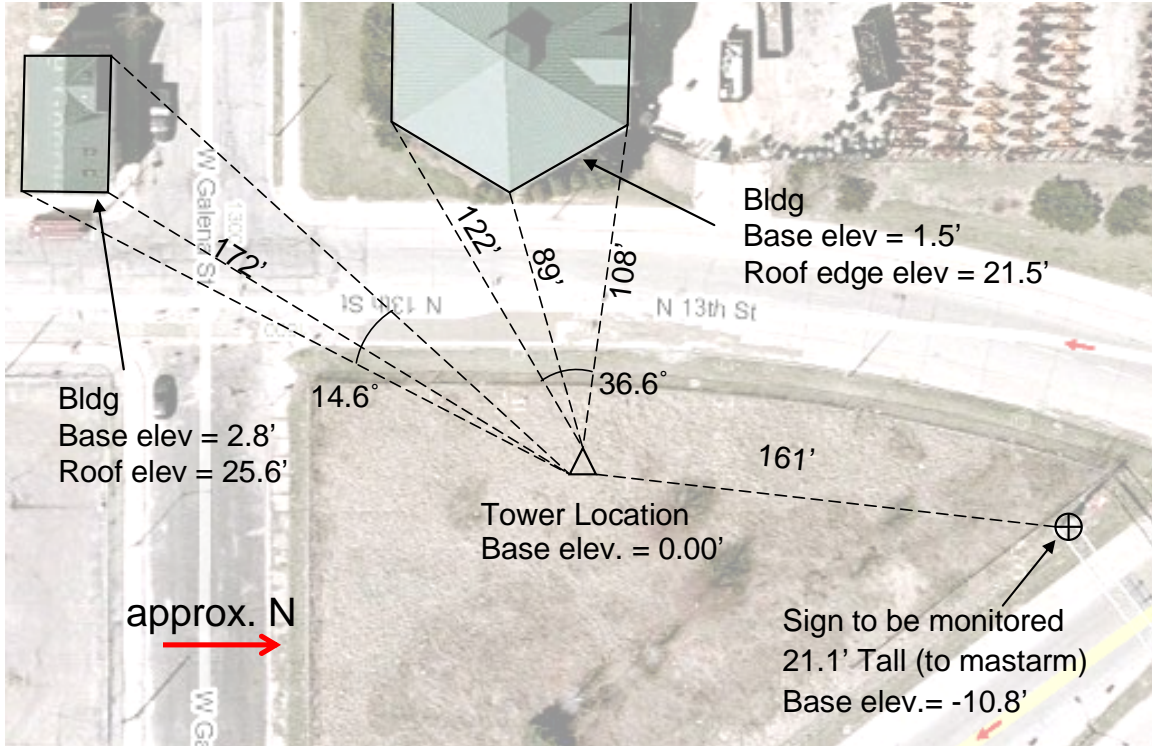 W Galena St
1300
172’
122’
89’
108’
Bldg
Base elev = 1.5’
Roof edge elev = 21.5’
N 13th St
N 13th St
14.6°
36.6°
Bldg
Base elev = 2.8’
Roof elev = 25.6’
161’
Tower Location
Base elev. = 0.00’
approx. N
Sign to be monitored
21.1’ Tall (to mastarm)
Base elev.= -10.8’
W Ga